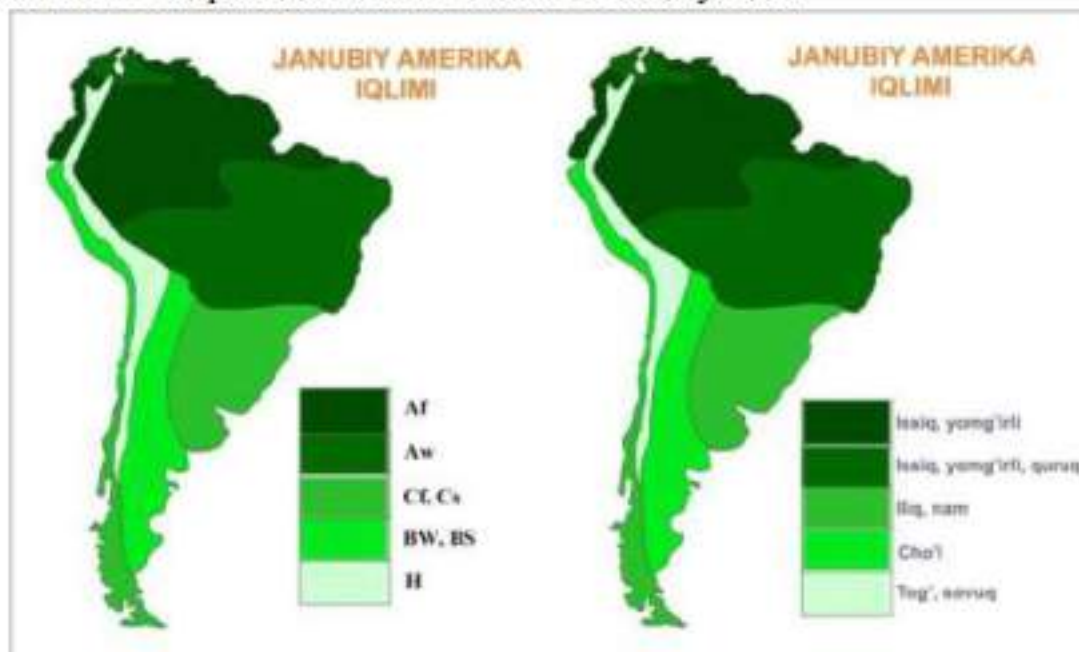 JANUBIY AMERIKA
IQLIMI
Af
Aw
Cf, Cs
BW, BS
H
JANUBIY AMERIKA
IQLIMI
Issiq, yomg'irli
Issiq, yomg'irli, quruq
Iliq, nam
Cho'l
Tog', sovuq